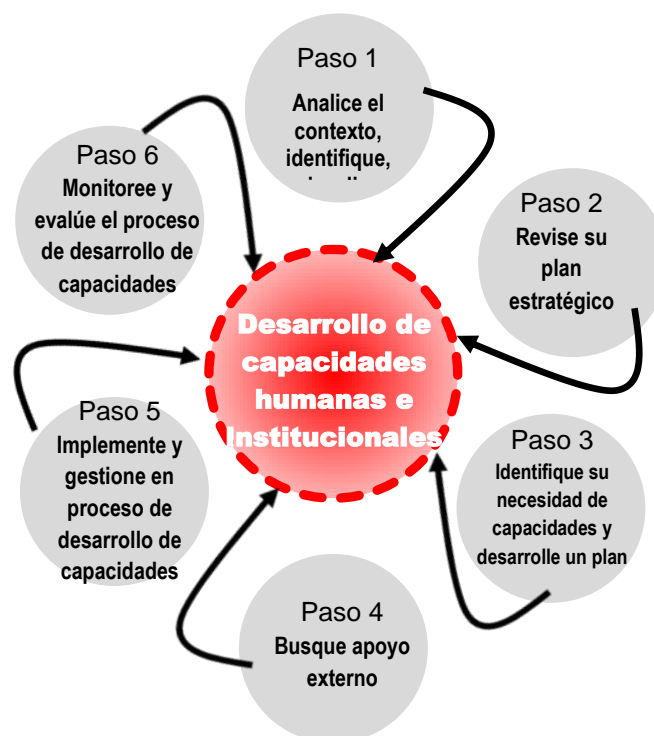 Paso 1
Analice el
contexto,
identifique,
Paso 2
Revise su
plan
estratégico
Paso 3
Identifique su
necesidad de
capacidades y
desarrolle un plan
Paso 4
Busque apoyo
externo
Paso 5
Implemente y
gestione en
proceso de
desarrollo de
capacidades
Paso 6
Monitoree y
evalúe el proceso
de desarrollo de
capacidades
Desarrollo de
capacidades
humanas e
Institucionales